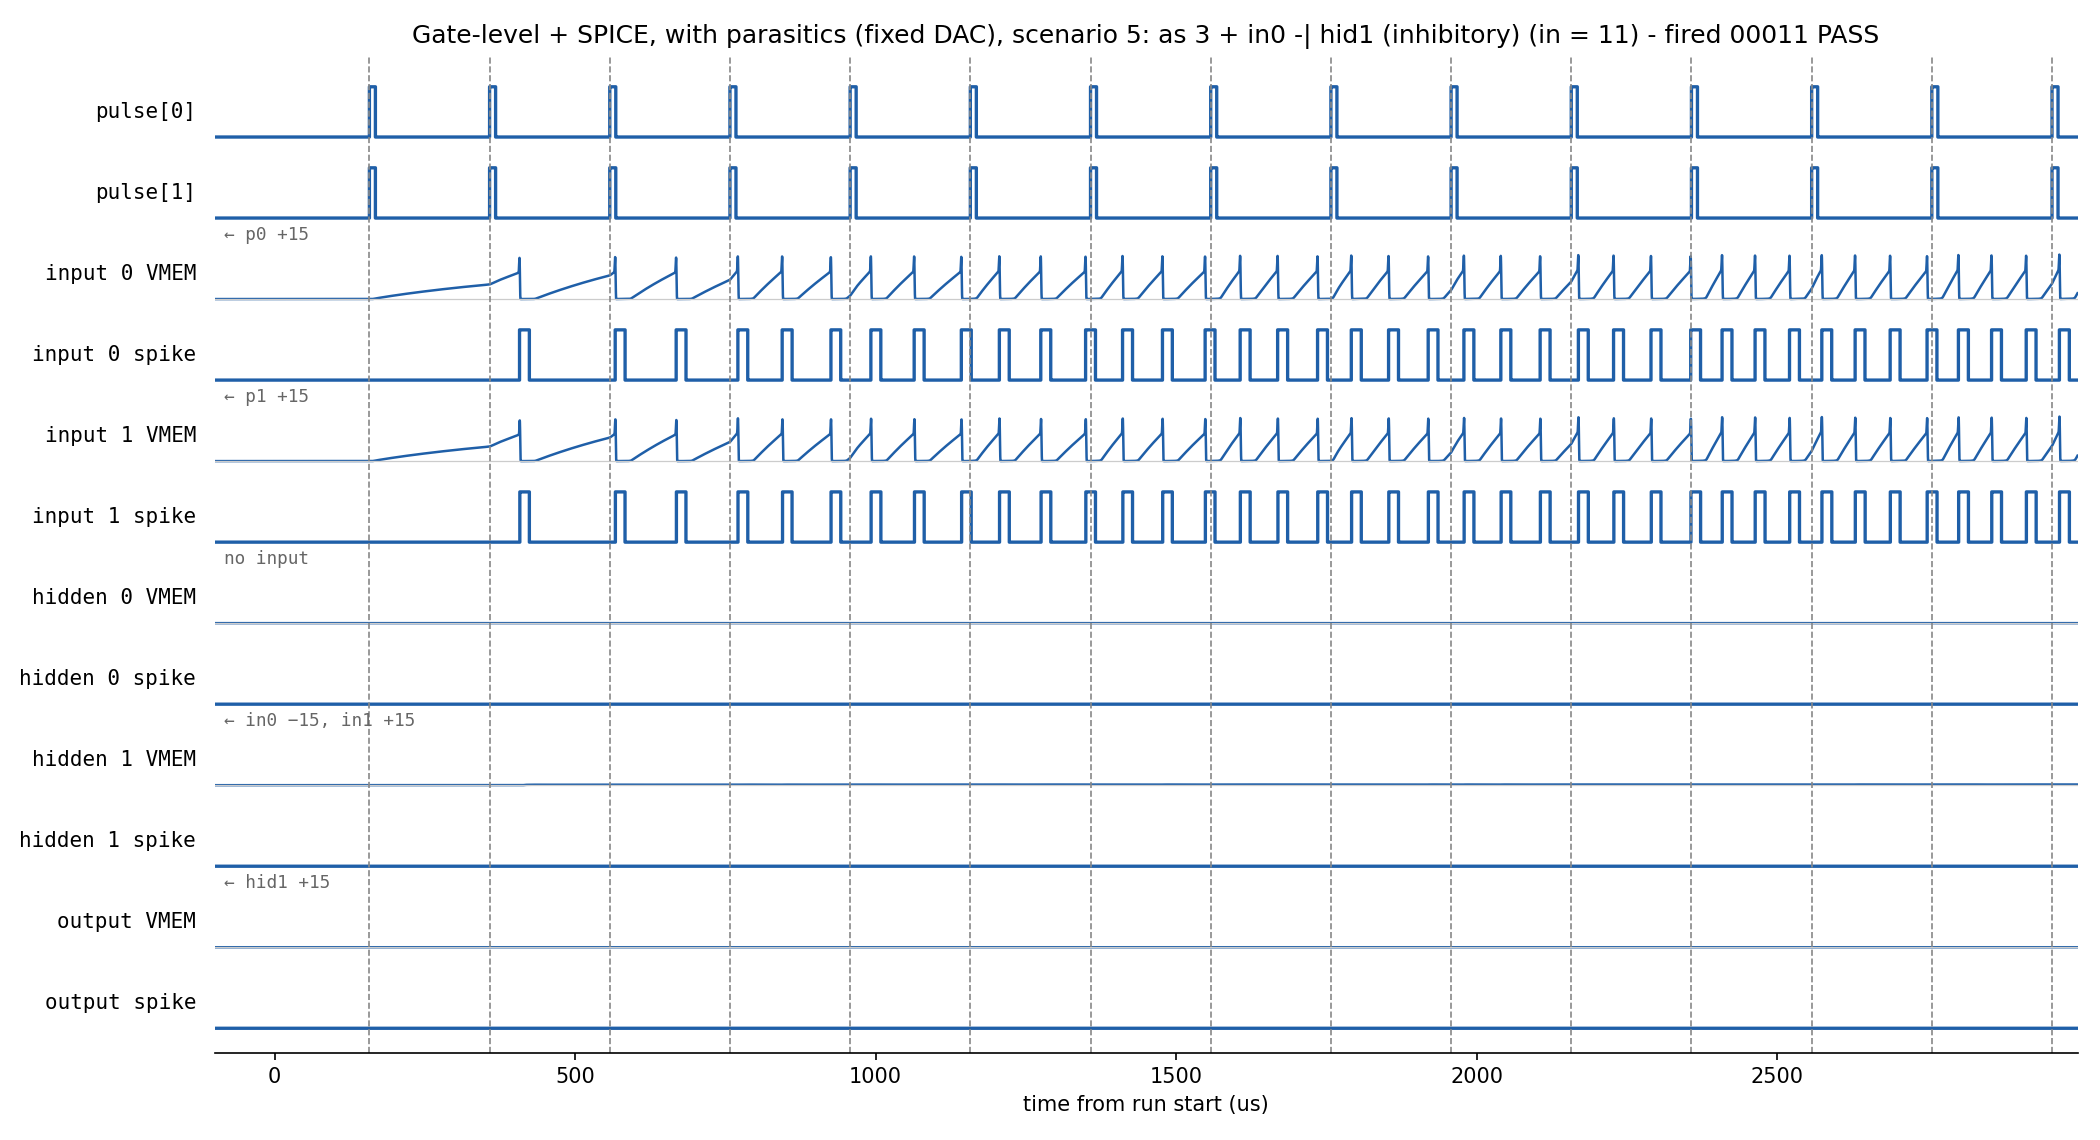 Gate-level + SPICE, with parasitics (fixed DAC), scenario 5: as 3 + in0 -| hid1 (inhibitory) (in = 11) - fired 00011 PASS
pulse[0]
pulse[1]
← p0 +15
input 0 VMEM
input 0 spike
← p1 +15
input 1 VMEM
input 1 spike
no input
hidden 0 VMEM
hidden 0 spike
← in0 −15, in1 +15
hidden 1 VMEM
hidden 1 spike
← hid1 +15
output VMEM
output spike
0 500 1000 1500 2000 2500
time from run start (us)